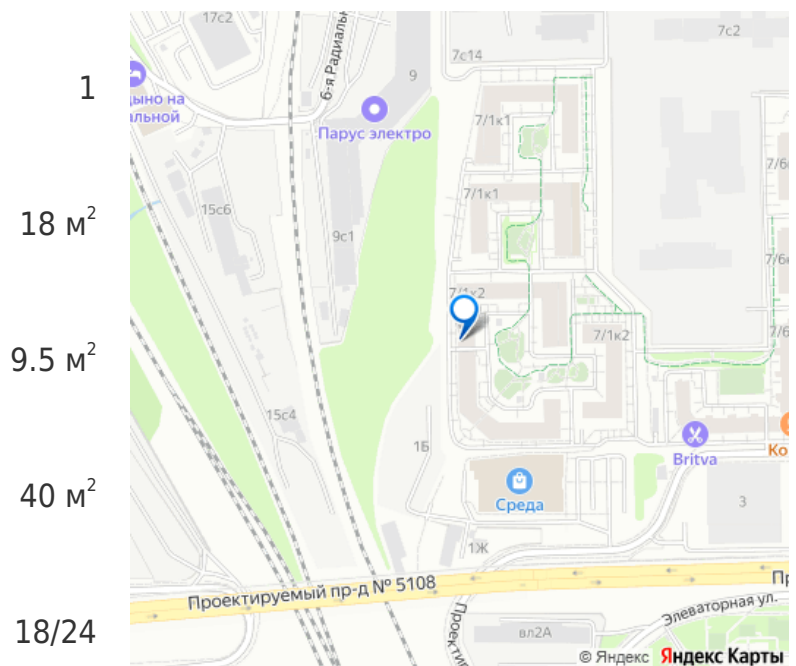 1
18 м²
9.5 м²
40 м²
18/24
17с2
6-я Радиальн
7с14
7с2
9
дыно на
альной
Парус электро
7/1к1
7/6к
15с6
9с1
7/1к1
7/6к
7/1к2
7/1к2
7/6
15с4
1Б
Britva
Ко
Среда
3
1Ж
Проектируемый пр-д № 5108
Пр
Элеваторная ул.
Проекти
вл2А
© Яндекс Яндекс Карты